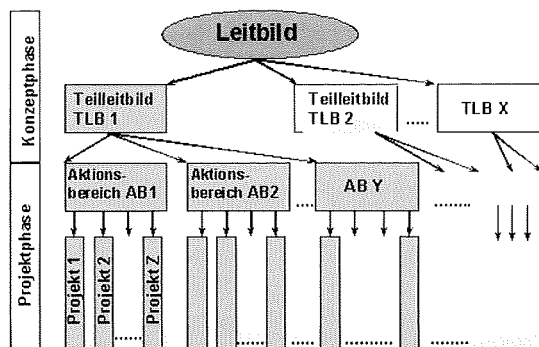 Konzeptphase
Leitbild
Teilleitbild
TLB 1
Teilleitbild
TLB 2
.....
TLB X
Projektphase
Aktions-
bereich AB1
Aktions-
bereich AB2
....
AB Y
........
Projekt 1
Projekt 2
.....
Projekt Z